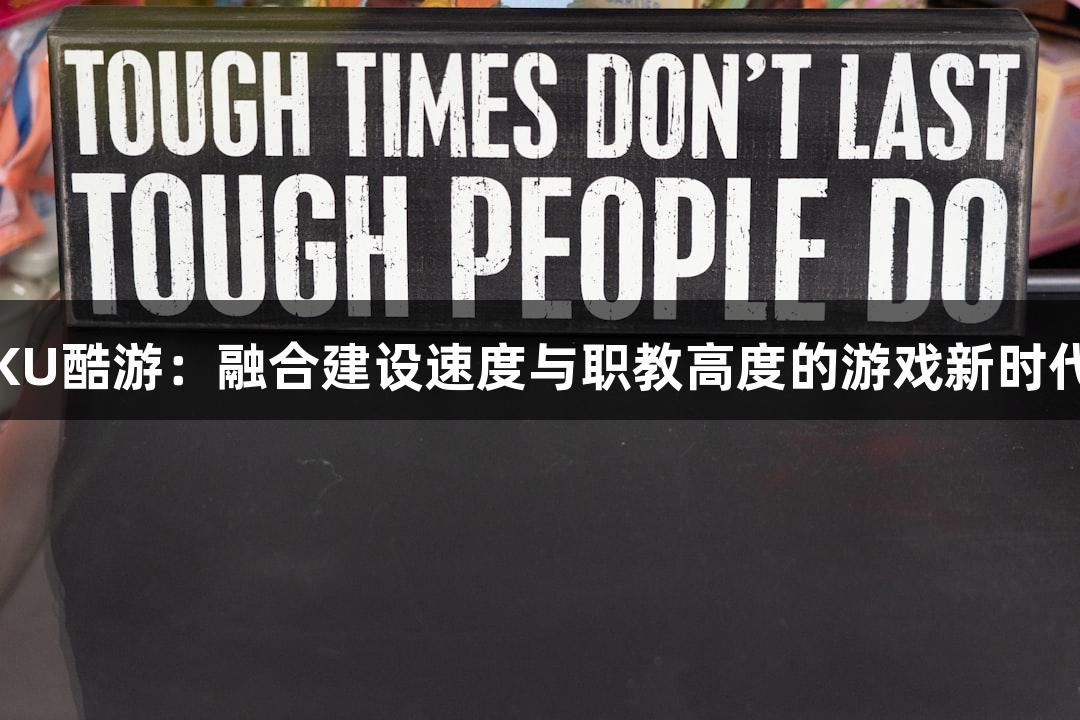 TOUGH TIMES DON'T LAST
TOUGH PEOPLE DO
KU酷游：融合建设速度与职教高度的游戏新时代